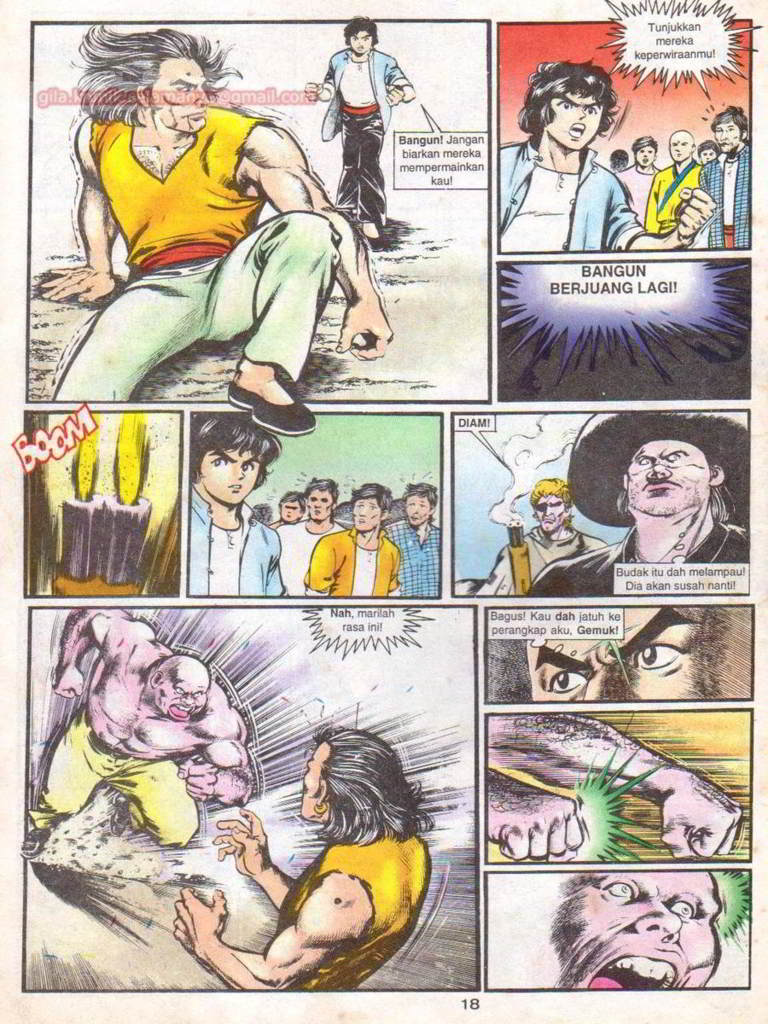 Bangun! Jangan
biarkan mereka
mempermainkan
kau!
Tunjukkan
mereka
keperwiraanmu!
BANGUN
BERJUANG LAGI!
BOOM
DIAM!
Budak itu dah melampau!
Dia akan susah nanti!
Nah, marilah
rasa ini!
Bagus! Kau dah jatuh ke
perangkap aku, Gemuk!
18